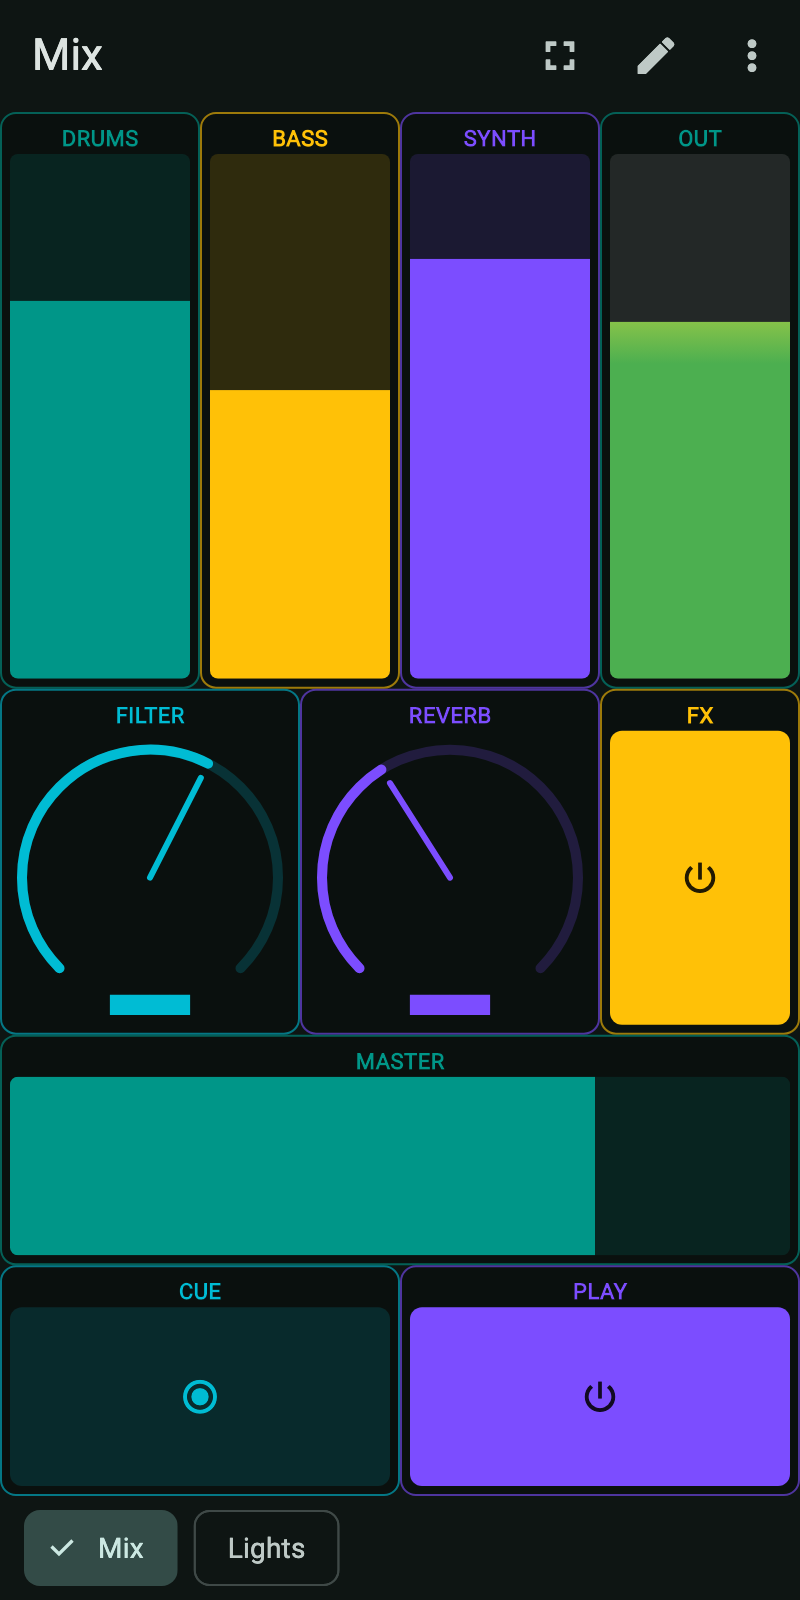 Mix
DRUMS
BASS
SYNTH
OUT
FILTER
REVERB
FX
MASTER
CUE
PLAY
Mix
Lights